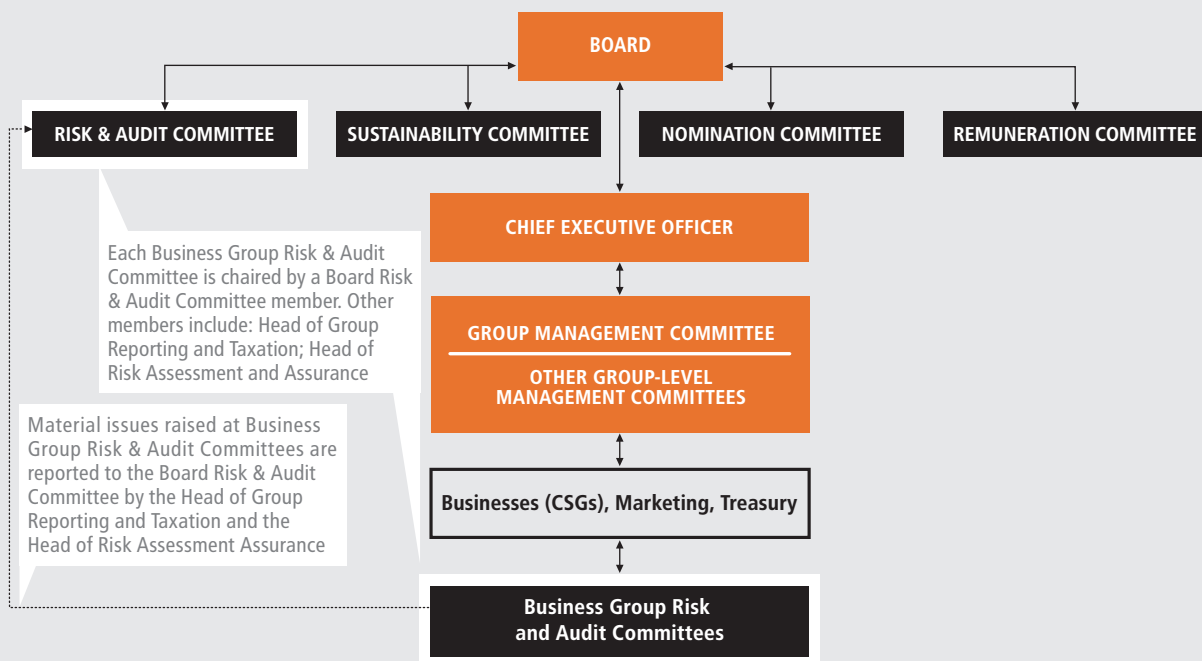 BOARD
RISK & AUDIT COMMITTEE
SUSTAINABILITY COMMITTEE
NOMINATION COMMITTEE
REMUNERATION COMMITTEE
CHIEF EXECUTIVE OFFICER
Each Business Group Risk & Audit
Committee is chaired by a Board Risk
& Audit Committee member. Other
members include: Head of Group
Reporting and Taxation; Head of
Risk Assessment and Assurance
GROUP MANAGEMENT COMMITTEE
OTHER GROUP-LEVEL
MANAGEMENT COMMITTEES
Material issues raised at Business
Group Risk & Audit Committees are
reported to the Board Risk & Audit
Committee by the Head of Group
Reporting and Taxation and the
Head of Risk Assessment Assurance
Businesses (CSGs), Marketing, Treasury
Business Group Risk
and Audit Committees